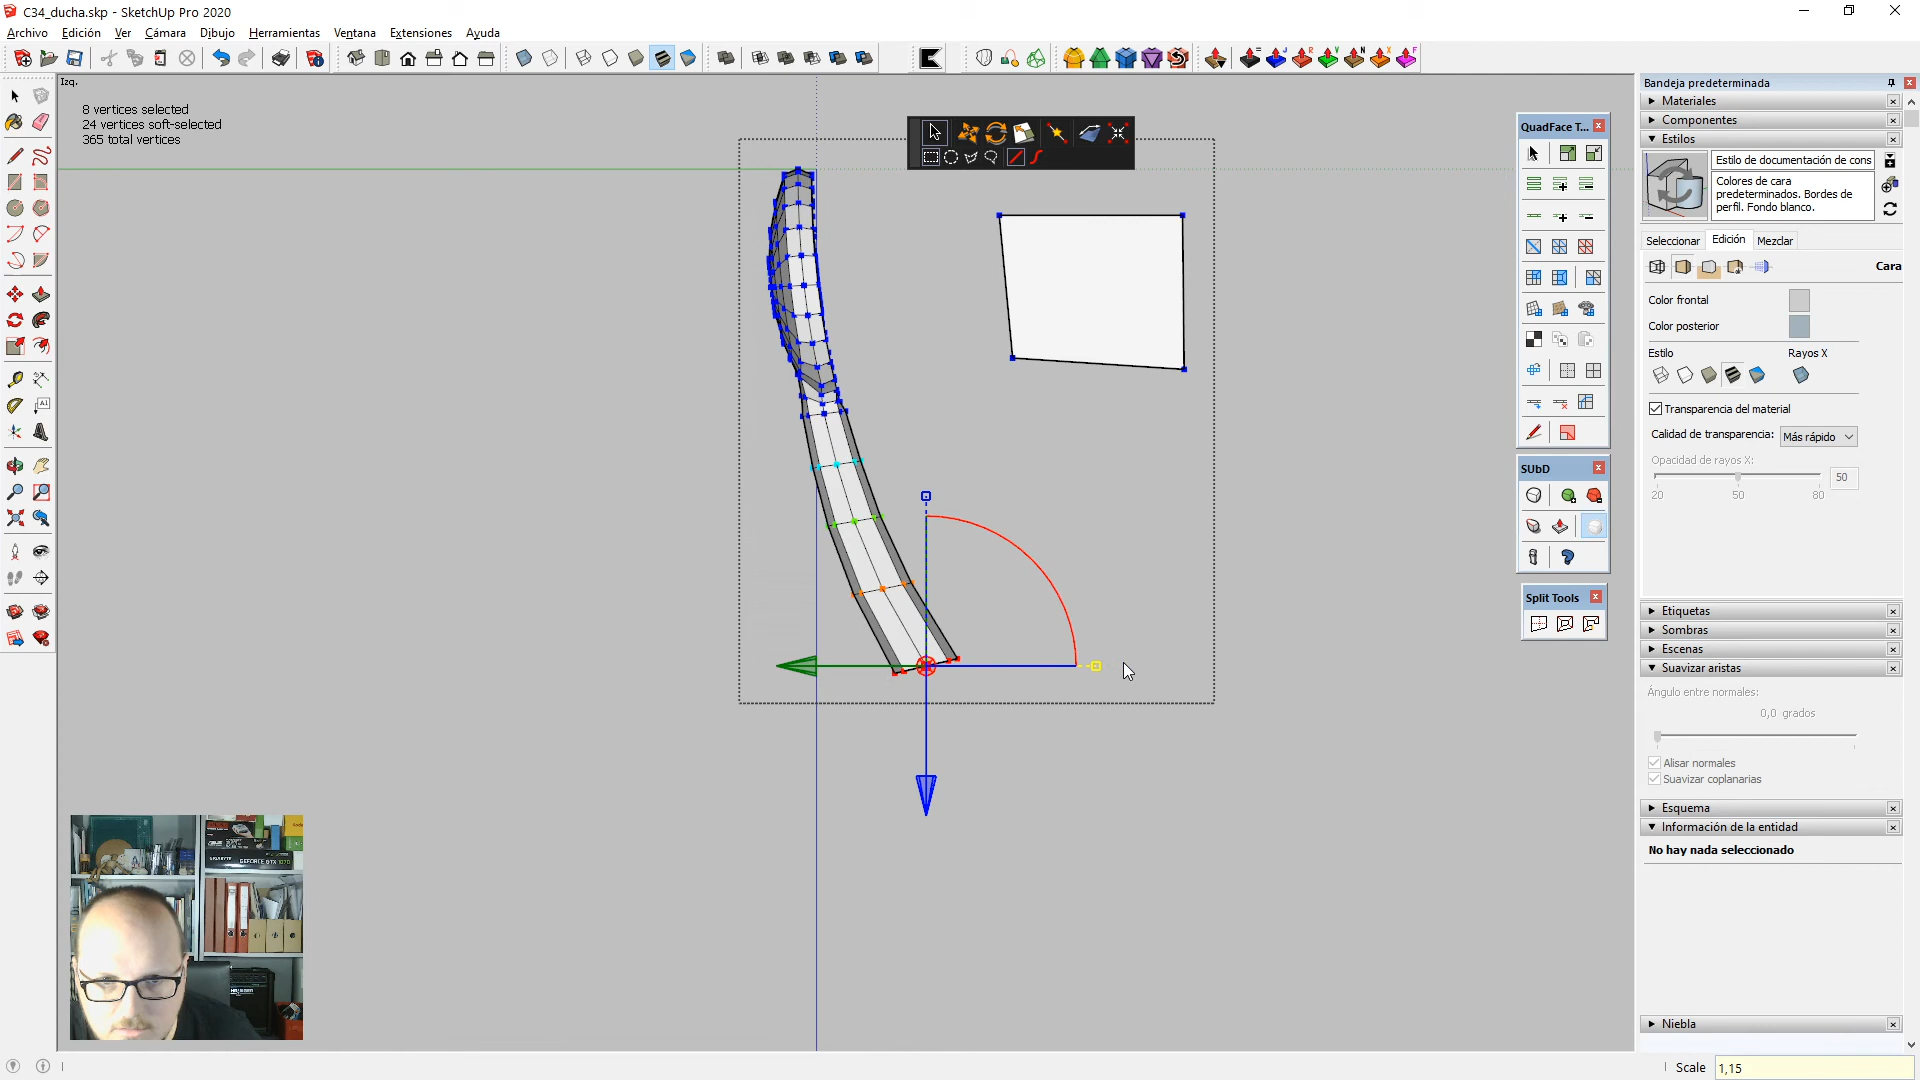 C34_ducha.skp - SketchUp Pro 2020
Archivo Edición Ver Cámara Dibujo Herramientas Ventana Extensiones Ayuda
Izq.
8 vertices selected
24 vertices soft-selected
365 total vertices
Bandeja predeterminada
Materiales
Componentes
Estilos
Estilo de documentación de cons
Colores de cara
predeterminados. Bordes de
perfil. Fondo blanco.
Seleccionar Edición Mezclar
Cara
Color frontal
Color posterior
Estilo Rayos X
Transparencia del material
Calidad de transparencia: Más rápido
Opacidad de rayos X:
50
20 50 80
QuadFace T...
SUbD
Split Tools
Etiquetas
Sombras
Escenas
Suavizar aristas
Ángulo entre normales:
0,0 grados
Alisar normales
Suavizar coplanarias
Esquema
Información de la entidad
No hay nada seleccionado
Niebla
Scale 1,15
GEFORCE GTX 1070